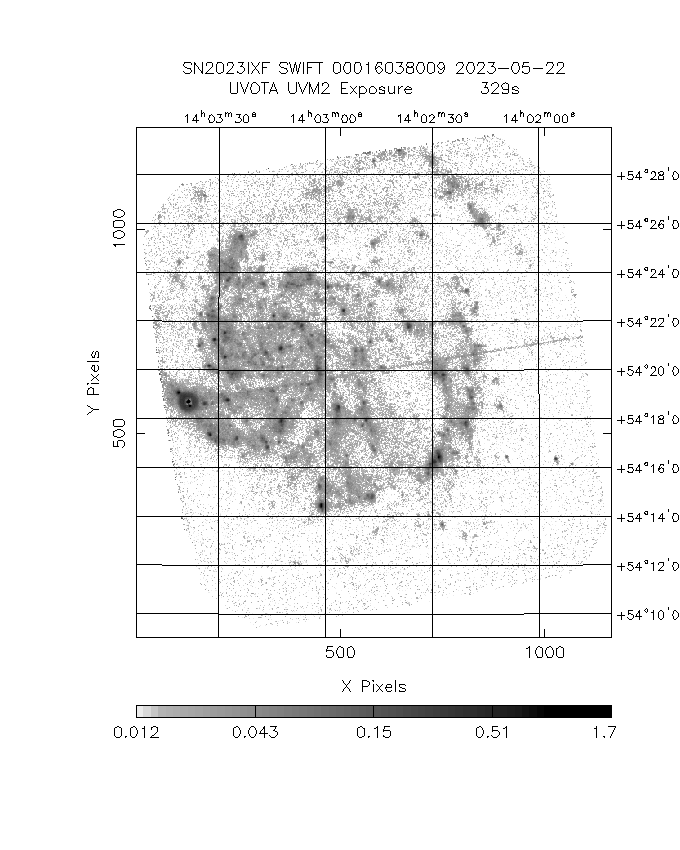 SN2023IXF SWIFT 00016038009 2023-05-22
UVOTA UVM2 Exposure 329s
14ʰ03ᵐ30ˢ 14ʰ03ᵐ00ˢ 14ʰ02ᵐ30ˢ 14ʰ02ᵐ00ˢ
+54°28'0
+54°26'0
1000
+54°24'0
+54°22'0
+54°20'0
Y Pixels
+54°18'0
500
+54°16'0
+54°14'0
+54°12'0
+54°10'0
500 1000
X Pixels
0.012 0.043 0.15 0.51 1.7